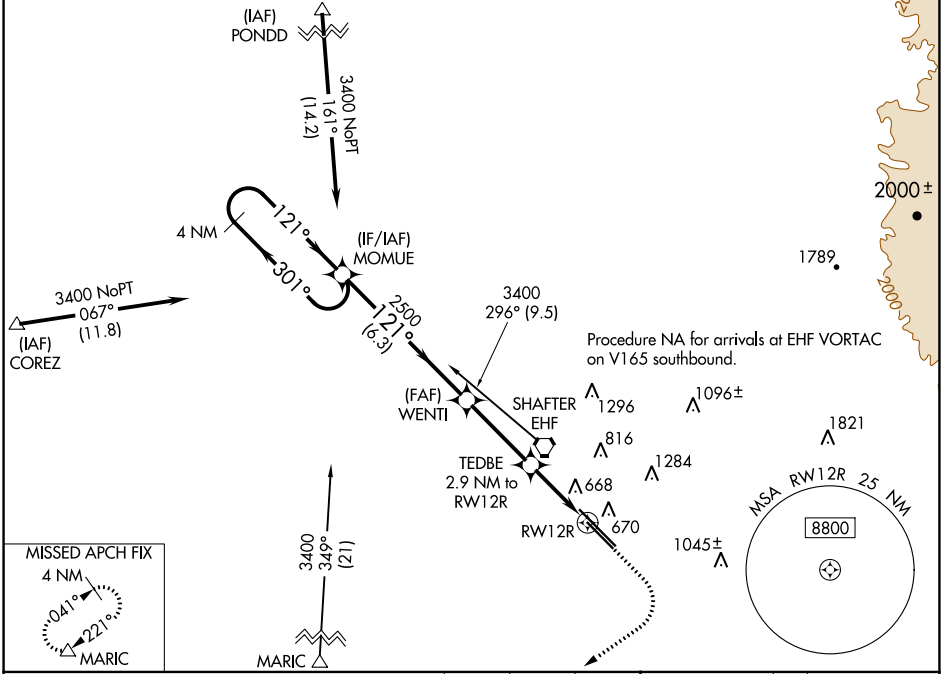 (IAF)
PONDD
3400 NoPT
161°
(14.2)
4 NM
121°
301°
(IF/IAF)
MOMUE
2000±
1789
2000
3400 NoPT
067°
(11.8)
(IAF)
COREZ
2500
121°
(6.3)
3400
296° (9.5)
Procedure NA for arrivals at EHF VORTAC
on V165 southbound.
(FAF)
WENTI
SHAFTER
EHF
1296
1096±
816
1821
1284
TEDBE
2.9 NM to
RW12R
668
670
RW12R
1045±
MSA RW12R 25 NM
8800
3400
349°
(21)
MARIC
MISSED APCH FIX
4 NM
041°
221°
MARIC